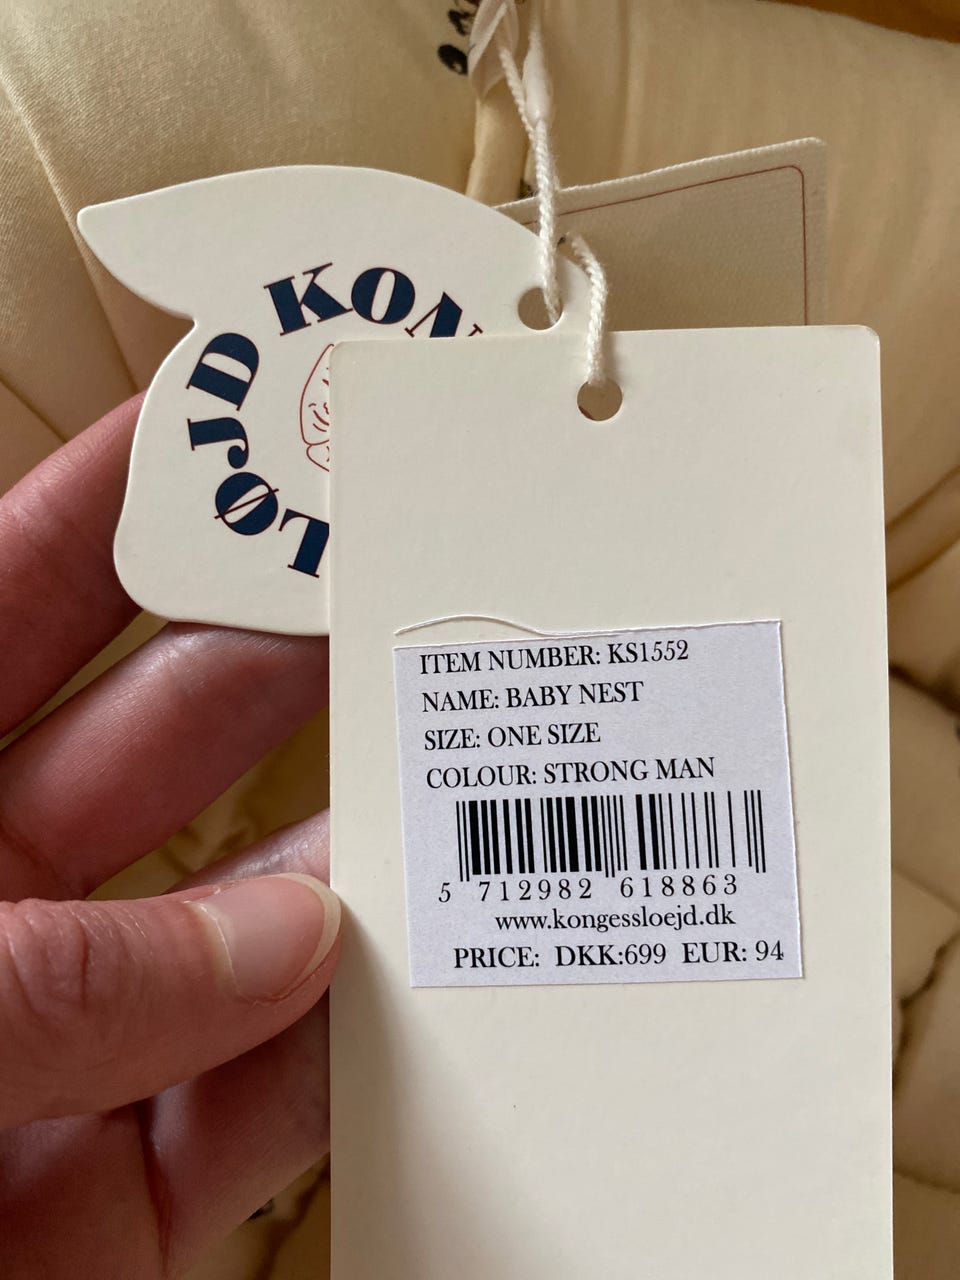 KON
LØJD
ITEM NUMBER: KS1552
NAME: BABY NEST
SIZE: ONE SIZE
COLOUR: STRONG MAN
5 712982 618863
www.kongessloejd.dk
PRICE: DKK:699 EUR: 94